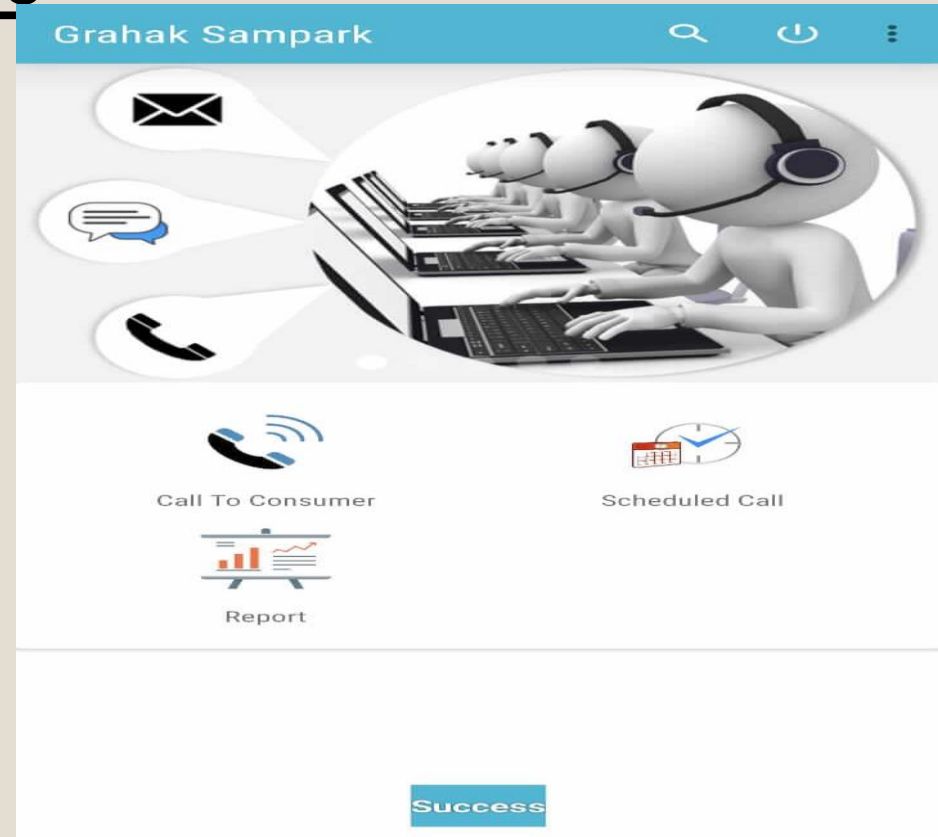 Grahak Sampark
Call To Consumer
Scheduled Call
Report
Success